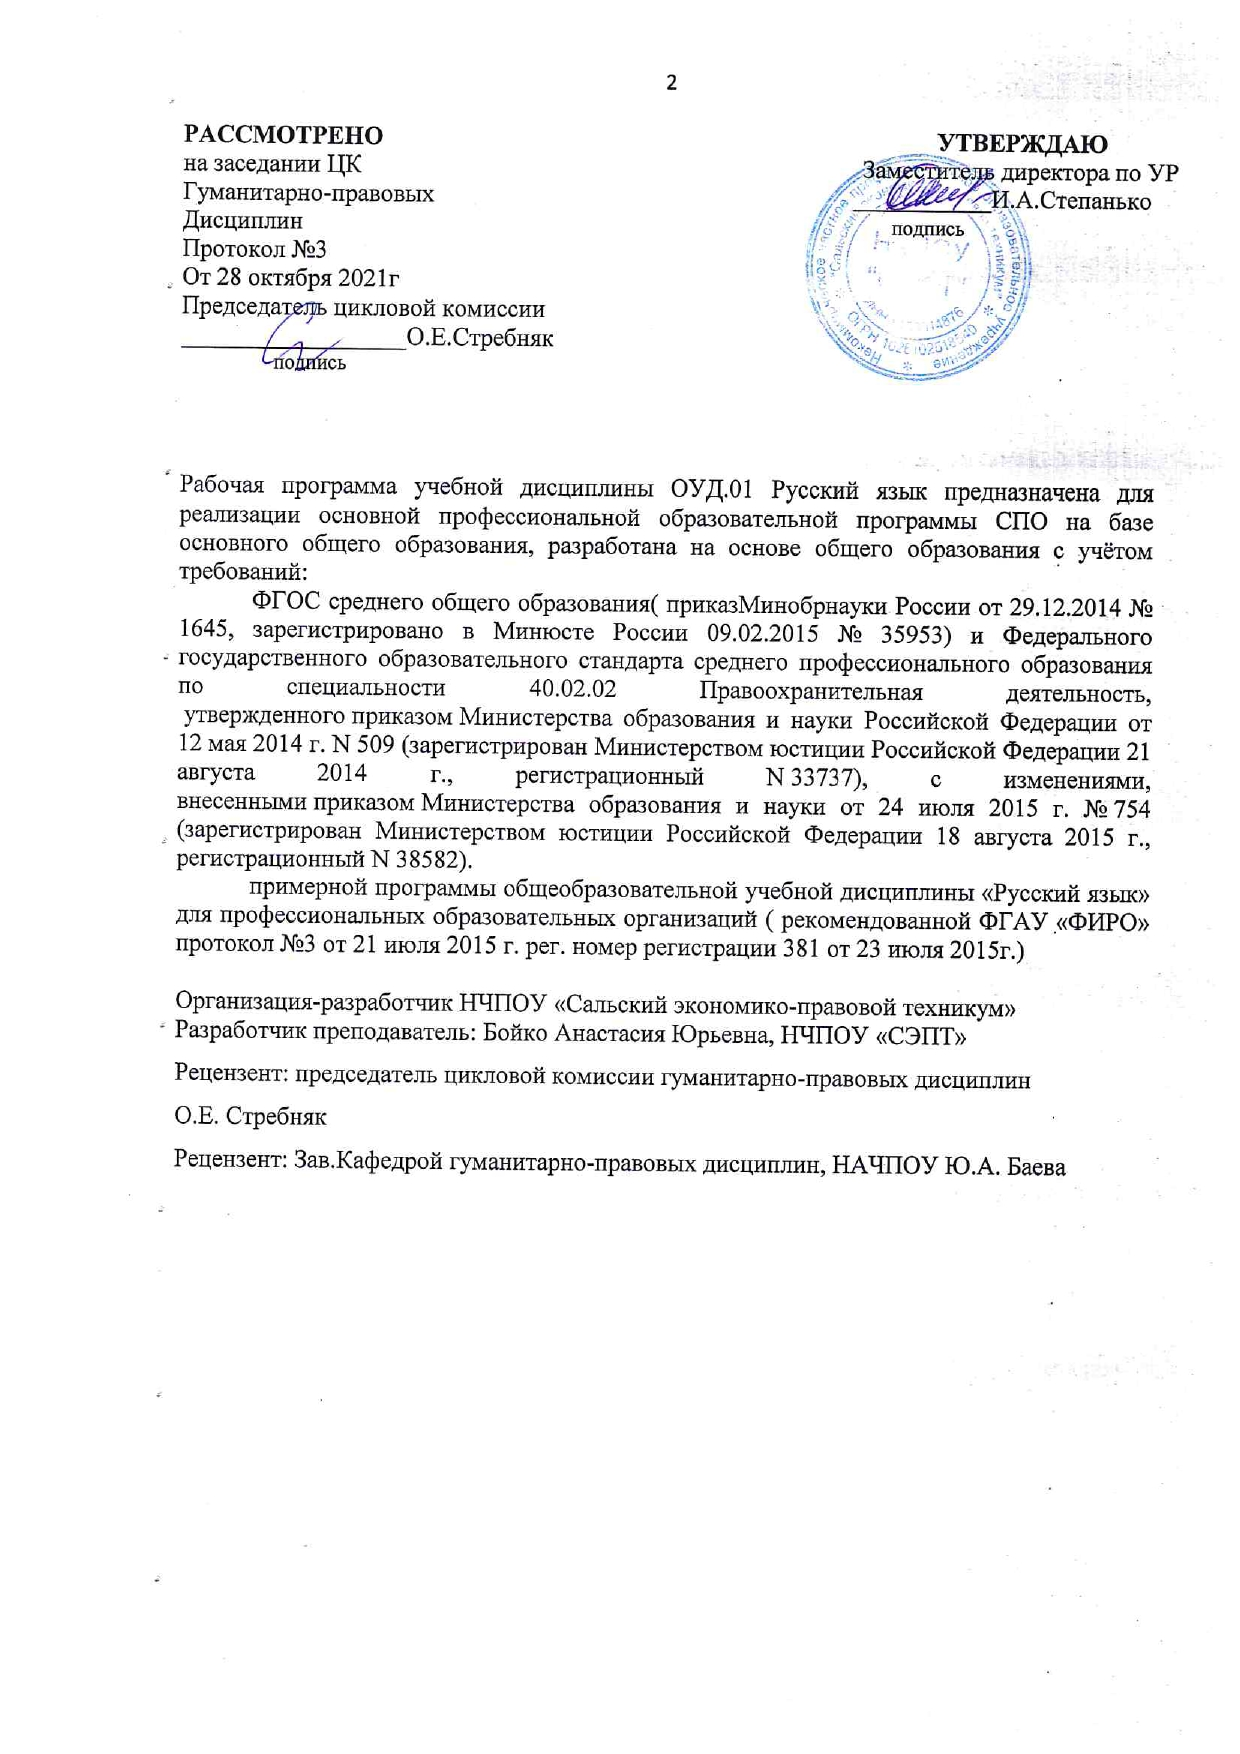 2
РАССМОТРЕНО
на заседании ЦК
Гуманитарно-правовых
Дисциплин
Протокол №3
От 28 октября 2021г
Председатель цикловой комиссии
О.Е.Стребняк
подпись
УТВЕРЖДАЮ
Заместитель директора по УР
И.А.Степанько
подпись
Рабочая программа учебной дисциплины ОУД.01 Русский язык предназначена для
реализации основной профессиональной образовательной программы СПО на базе
основного общего образования, разработана на основе общего образования с учётом
требований:
ФГОС среднего общего образования( приказМинобрнауки России от 29.12.2014 №
1645, зарегистрировано в Минюсте России 09.02.2015 № 35953) и Федерального
государственного образовательного стандарта среднего профессионального образования
по специальности 40.02.02 Правоохранительная деятельность,
утвержденного приказом Министерства образования и науки Российской Федерации от
12 мая 2014 г. N 509 (зарегистрирован Министерством юстиции Российской Федерации 21
августа 2014 г., регистрационный N 33737), с изменениями,
внесенными приказом Министерства образования и науки от 24 июля 2015 г. № 754
(зарегистрирован Министерством юстиции Российской Федерации 18 августа 2015 г.,
регистрационный N 38582).
примерной программы общеобразовательной учебной дисциплины «Русский язык»
для профессиональных образовательных организаций ( рекомендованной ФГАУ «ФИРО»
протокол №3 от 21 июля 2015 г. рег. номер регистрации 381 от 23 июля 2015г.)
Организация-разработчик НЧПОУ «Сальский экономико-правовой техникум»
Разработчик преподаватель: Бойко Анастасия Юрьевна, НЧПОУ «СЭПТ»
Рецензент: председатель цикловой комиссии гуманитарно-правовых дисциплин
О.Е. Стребняк
Рецензент: Зав.Кафедрой гуманитарно-правовых дисциплин, НАЧПОУ Ю.А. Баева